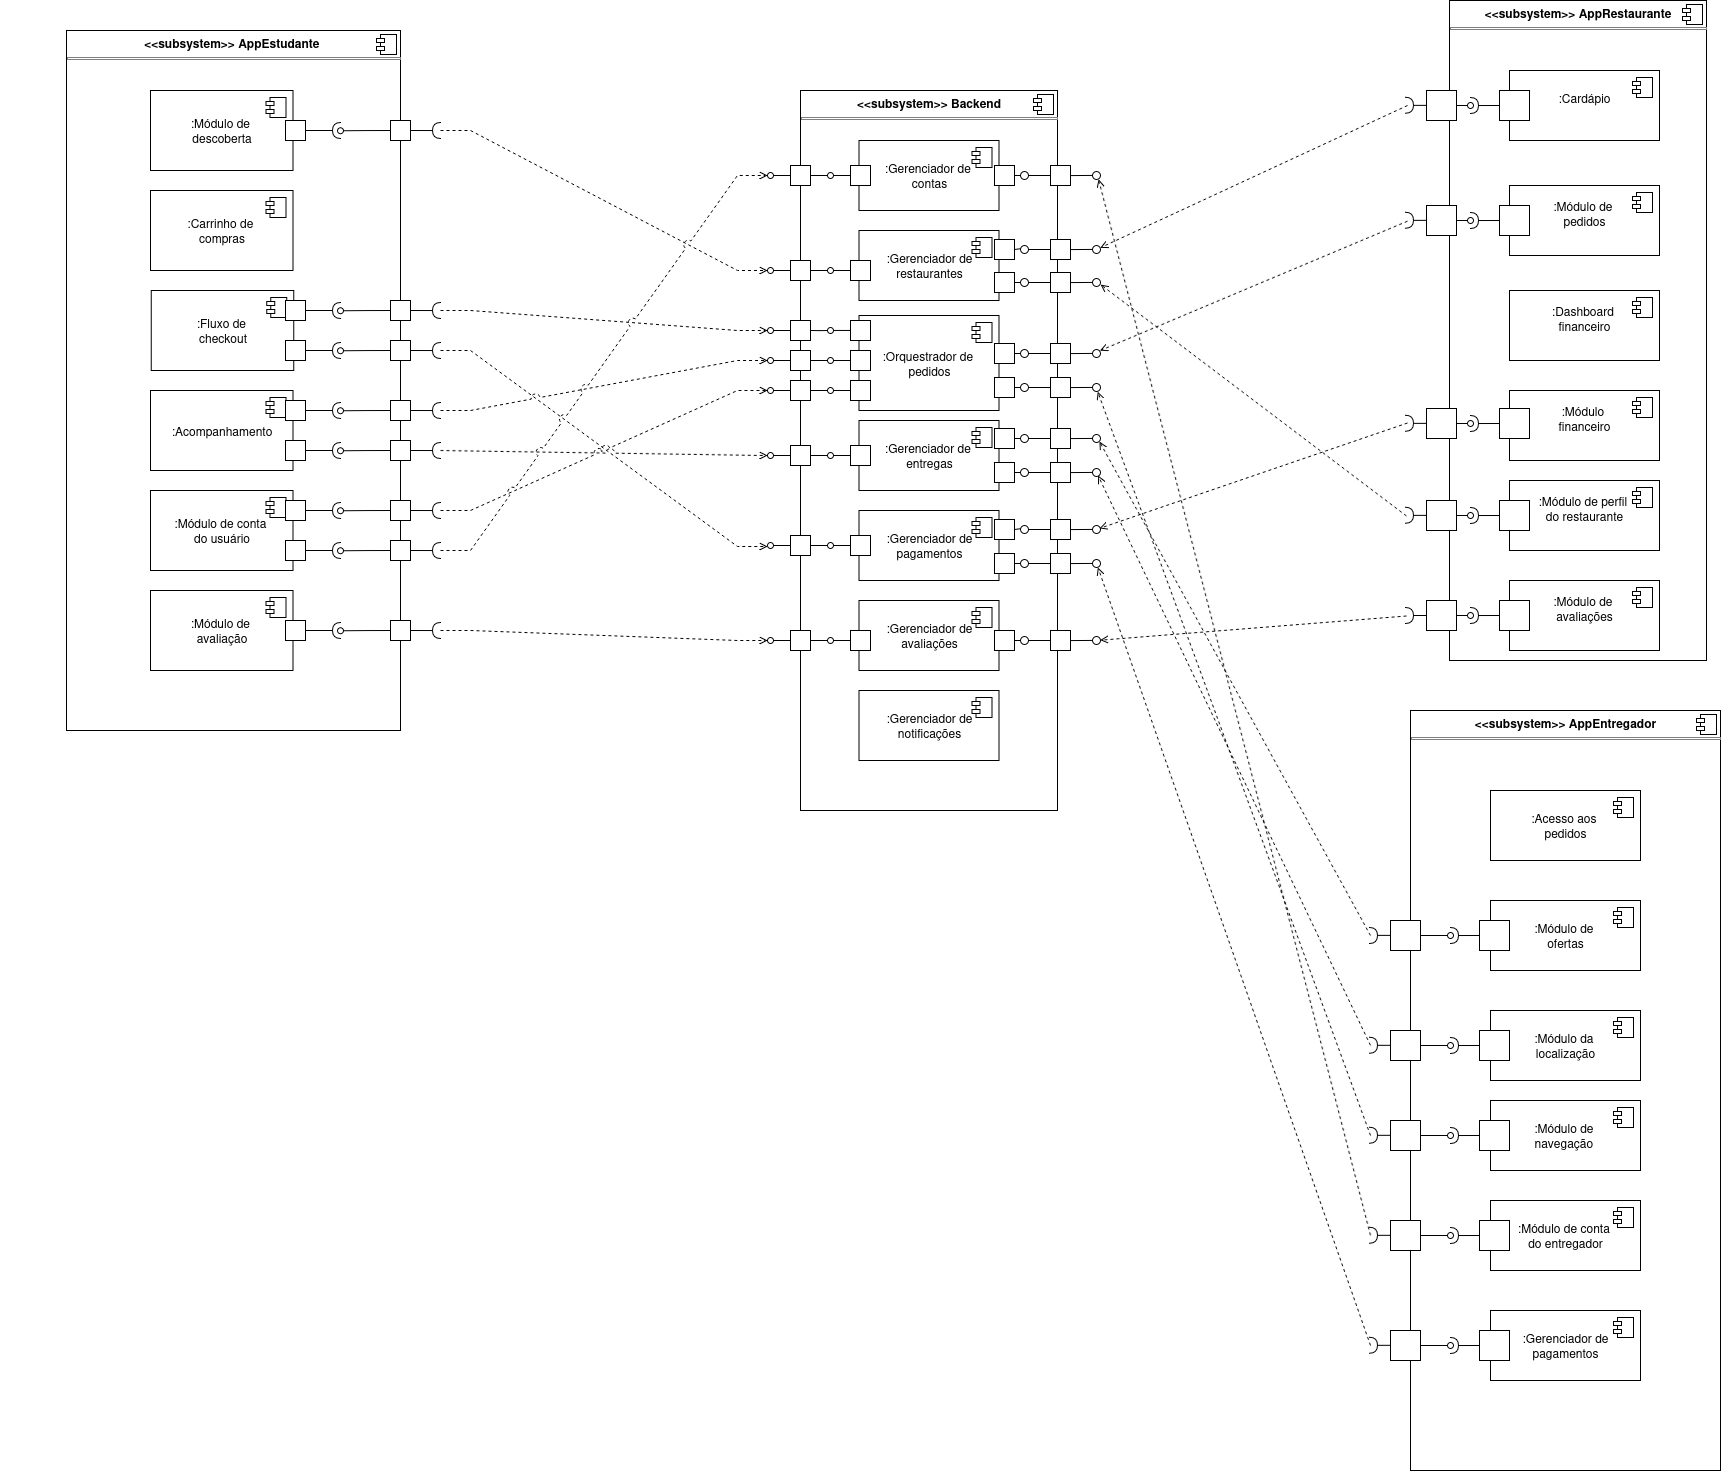 <<subsystem>> AppEstudante
:Módulo de
descoberta
:Carrinho de
compras
:Fluxo de
checkout
:Acompanhamento
:Módulo de conta
do usuário
:Módulo de
avaliação
<<subsystem>> Backend
:Gerenciador de
contas
:Gerenciador de
restaurantes
:Orquestrador de
pedidos
:Gerenciador de
entregas
:Gerenciador de
pagamentos
:Gerenciador de
avaliações
:Gerenciador de
notificações
<<subsystem>> AppRestaurante
:Cardápio
:Módulo de
pedidos
:Dashboard
financeiro
:Módulo
financeiro
:Módulo de perfil
do restaurante
:Módulo de
avaliações
<<subsystem>> AppEntregador
:Acesso aos
pedidos
:Módulo de
ofertas
:Módulo da
localização
:Módulo de
navegação
:Módulo de conta
do entregador
:Gerenciador de
pagamentos